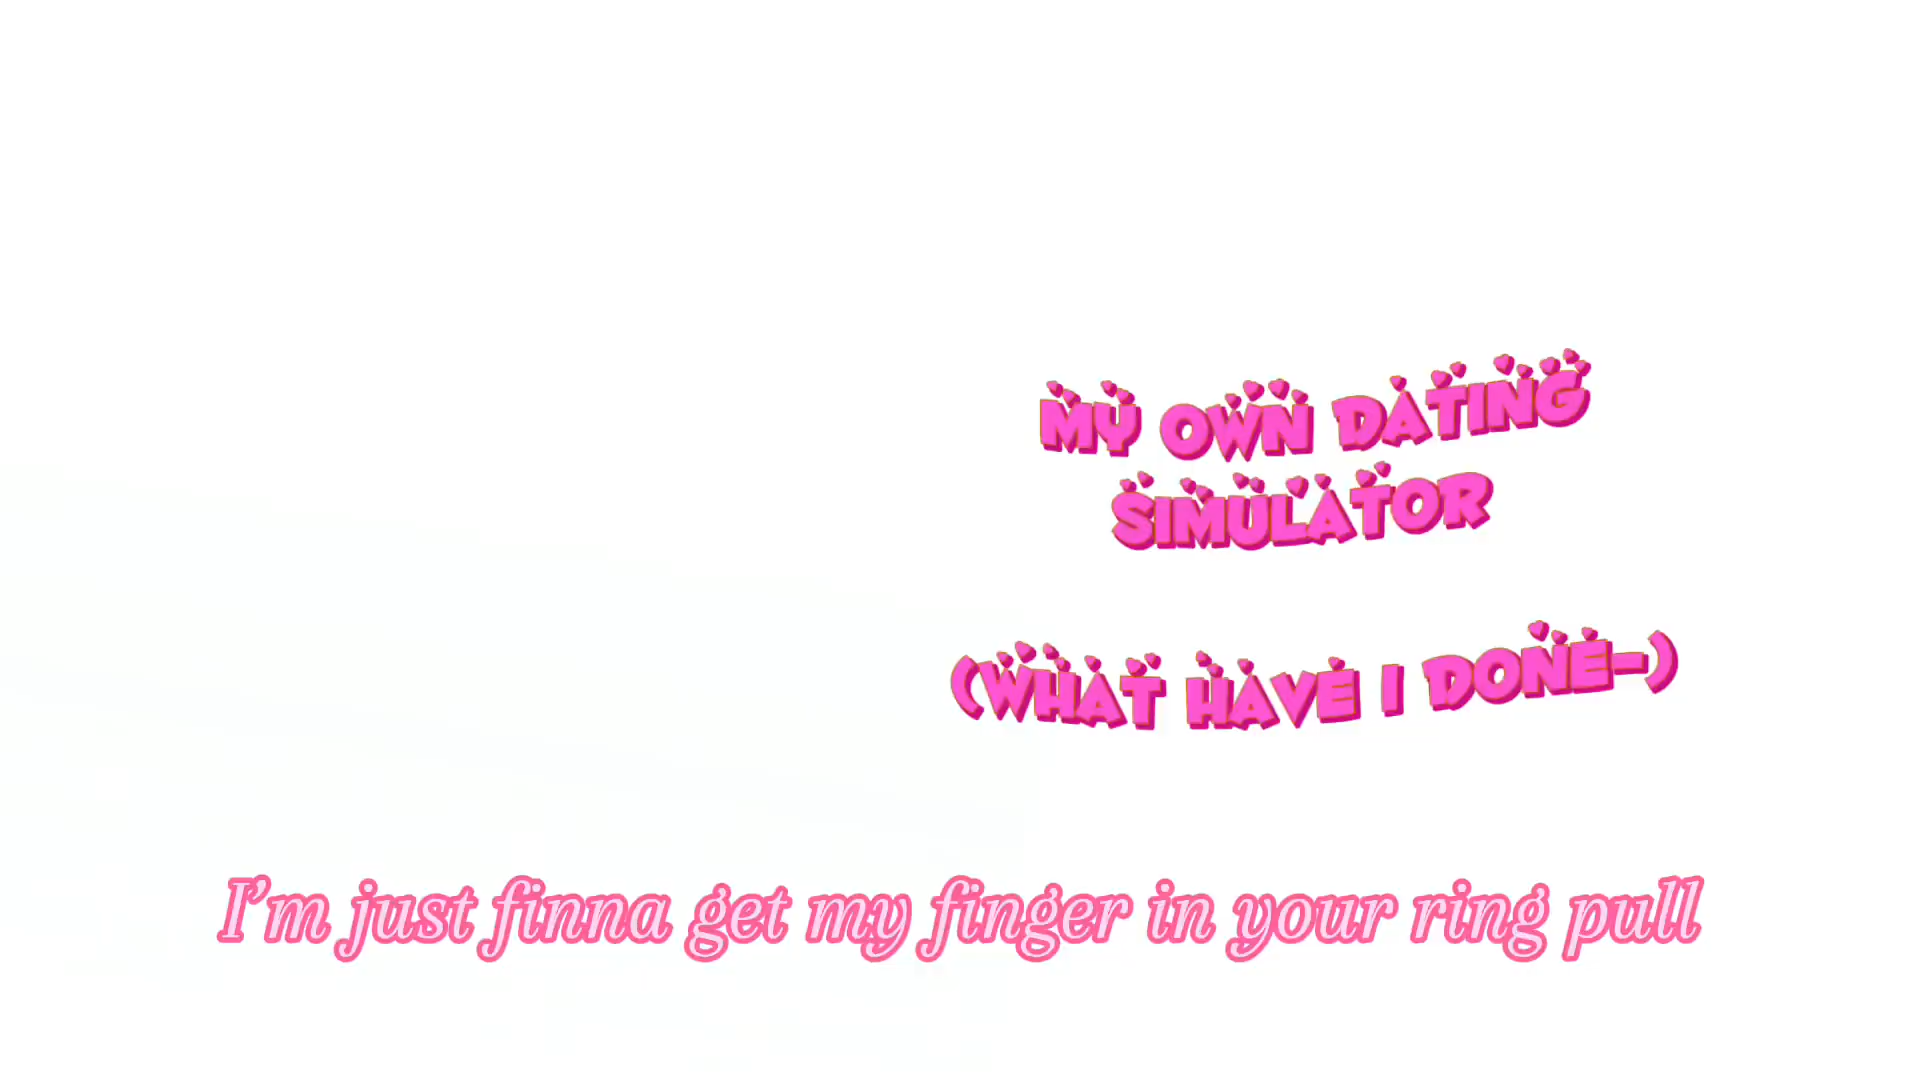 MY OWN DATING
SIMULATOR
(WHAT HAVE I DONE-)
I'm just finna get my finger in your ring pull